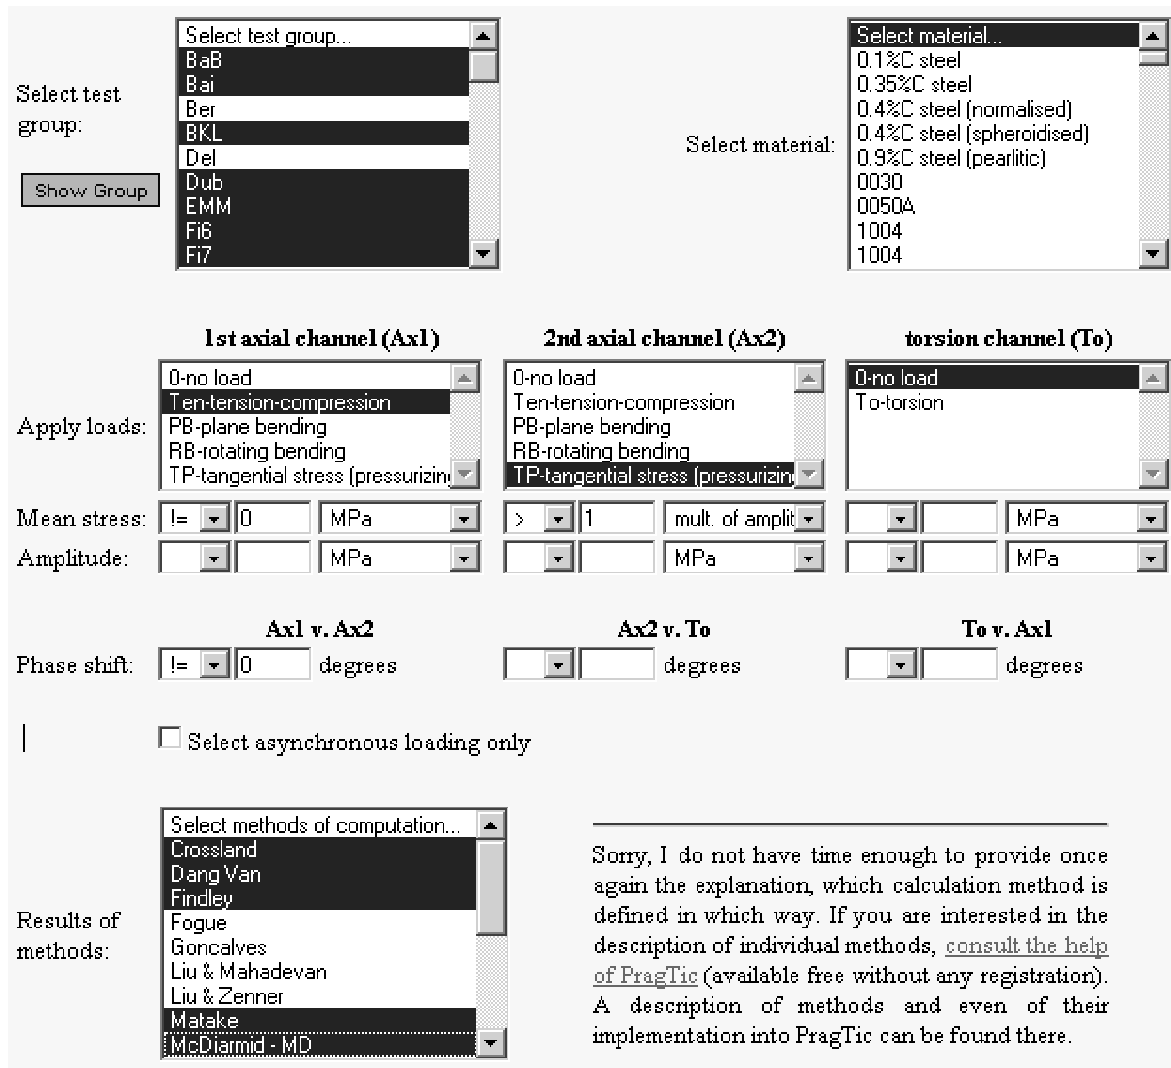 Select test group...
BaB
Bai
Ber
BKL
Del
Dub
EMM
Fi6
Fi7
Select test
group:
Show Group
Select material:
Select material...
0.1%C steel
0.35%C steel
0.4%C steel (normalised)
0.4%C steel (spheroidised)
0.9%C steel (pearlitic)
0030
0050A
1004
1004
1st axial channel (Ax1)
2nd axial channel (Ax2)
torsion channel (To)
Apply loads:
0-no load
Ten-tension-compression
PB-plane bending
RB-rotating bending
TP-tangential stress (pressurizing
0-no load
Ten-tension-compression
PB-plane bending
RB-rotating bending
TP-tangential stress (pressurizing
0-no load
To-torsion
Mean stress: != 0 MPa > 1 mult. of amplit MPa
Amplitude: MPa MPa MPa
Ax1 v. Ax2 Ax2 v. To To v. Ax1
Phase shift: != 0 degrees degrees degrees
Select asynchronous loading only
Results of
methods:
Select methods of computation...
Crossland
Dang Van
Findley
Fogue
Goncalves
Liu & Mahadevan
Liu & Zenner
Matake
McDiarmid - MD
Sorry, I do not have time enough to provide once
again the explanation, which calculation method is
defined in which way. If you are interested in the
description of individual methods, consult the help
of PragTic (available free without any registration).
A description of methods and even of their
implementation into PragTic can be found there.